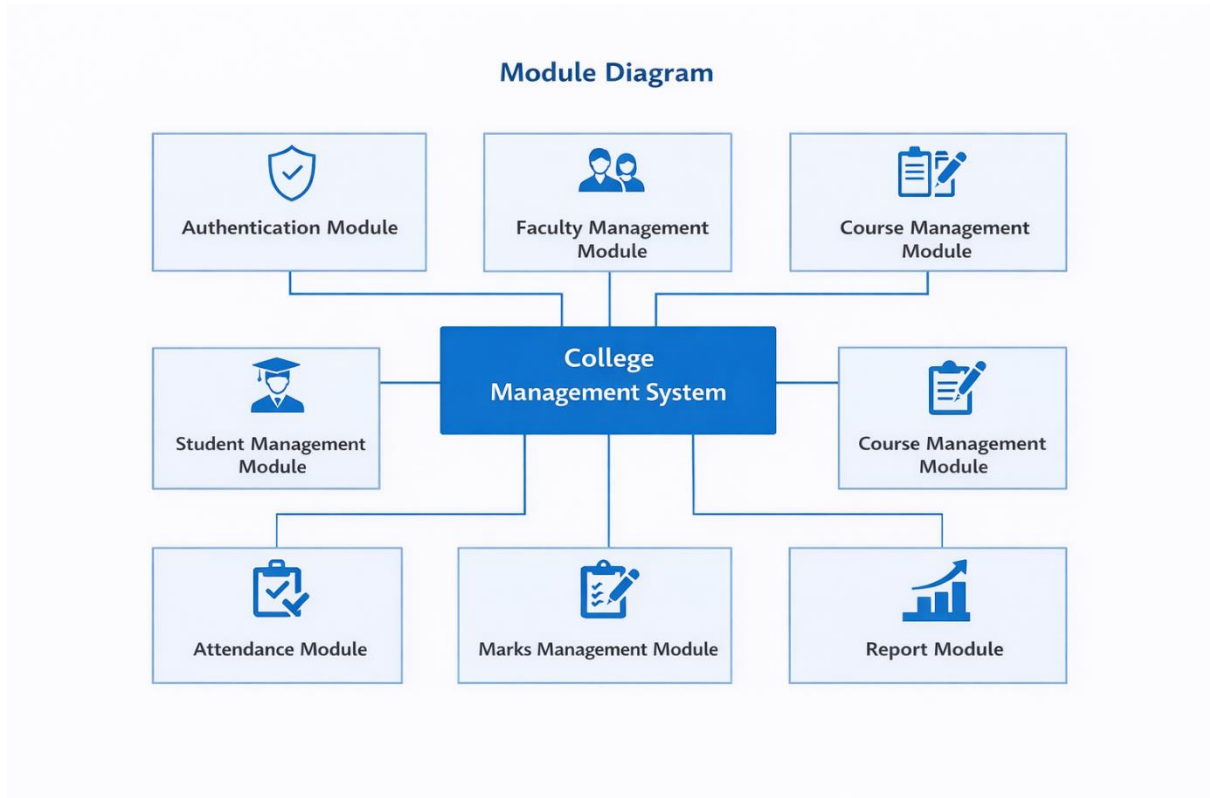 Module Diagram
Authentication Module
Faculty Management
Module
Course Management
Module
College
Management System
Student Management
Module
Course Management
Module
Attendance Module
Marks Management Module
Report Module